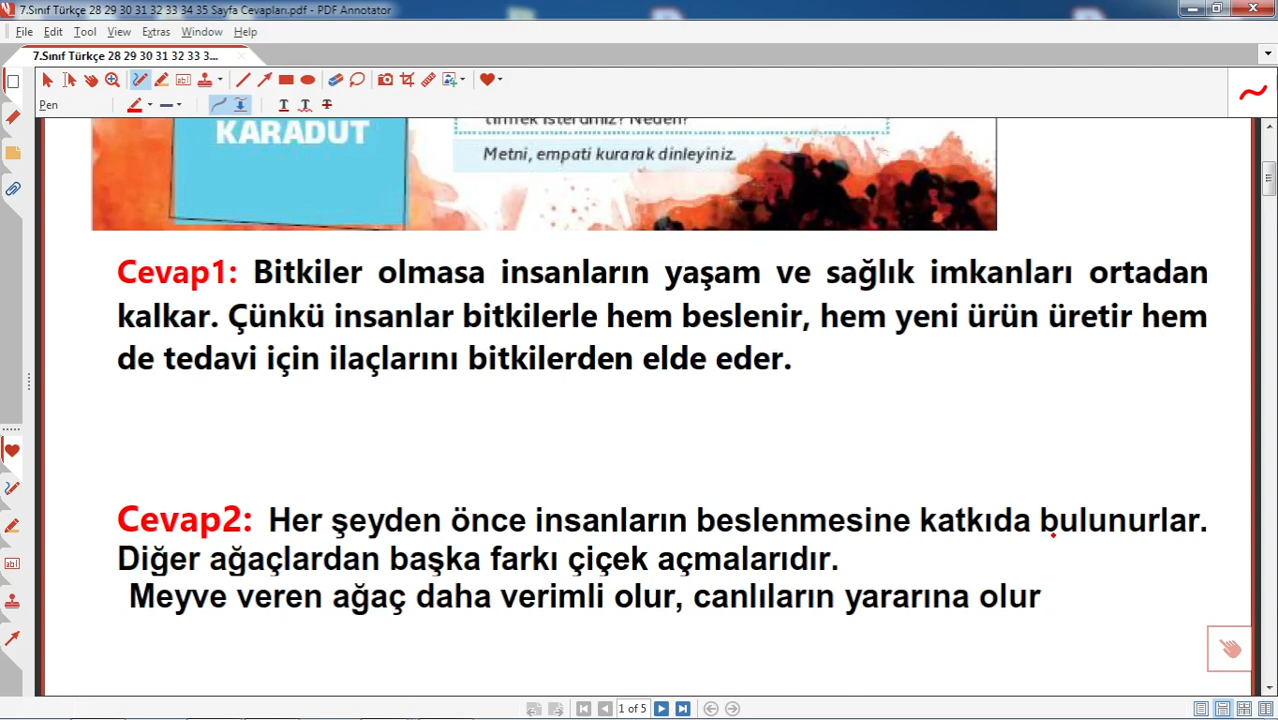 7.Sınıf Türkçe 28 29 30 31 32 33 34 35 Sayfa Cevapları.pdf - PDF Annotator
File Edit Tool View Extras Window Help
7.Sınıf Türkçe 28 29 30 31 32 33 3...
Pen
tirmek isterdiniz? Neden?
KARADUT
Metni, empati kurarak dinleyiniz.
Cevap1: Bitkiler olmasa insanların yaşam ve sağlık imkanları ortadan
kalkar. Çünkü insanlar bitkilerle hem beslenir, hem yeni ürün üretir hem
de tedavi için ilaçlarını bitkilerden elde eder.
Cevap2: Her şeyden önce insanların beslenmesine katkıda bulunurlar.
Diğer ağaçlardan başka farkı çiçek açmalarıdır.
Meyve veren ağaç daha verimli olur, canlıların yararına olur
1 of 5